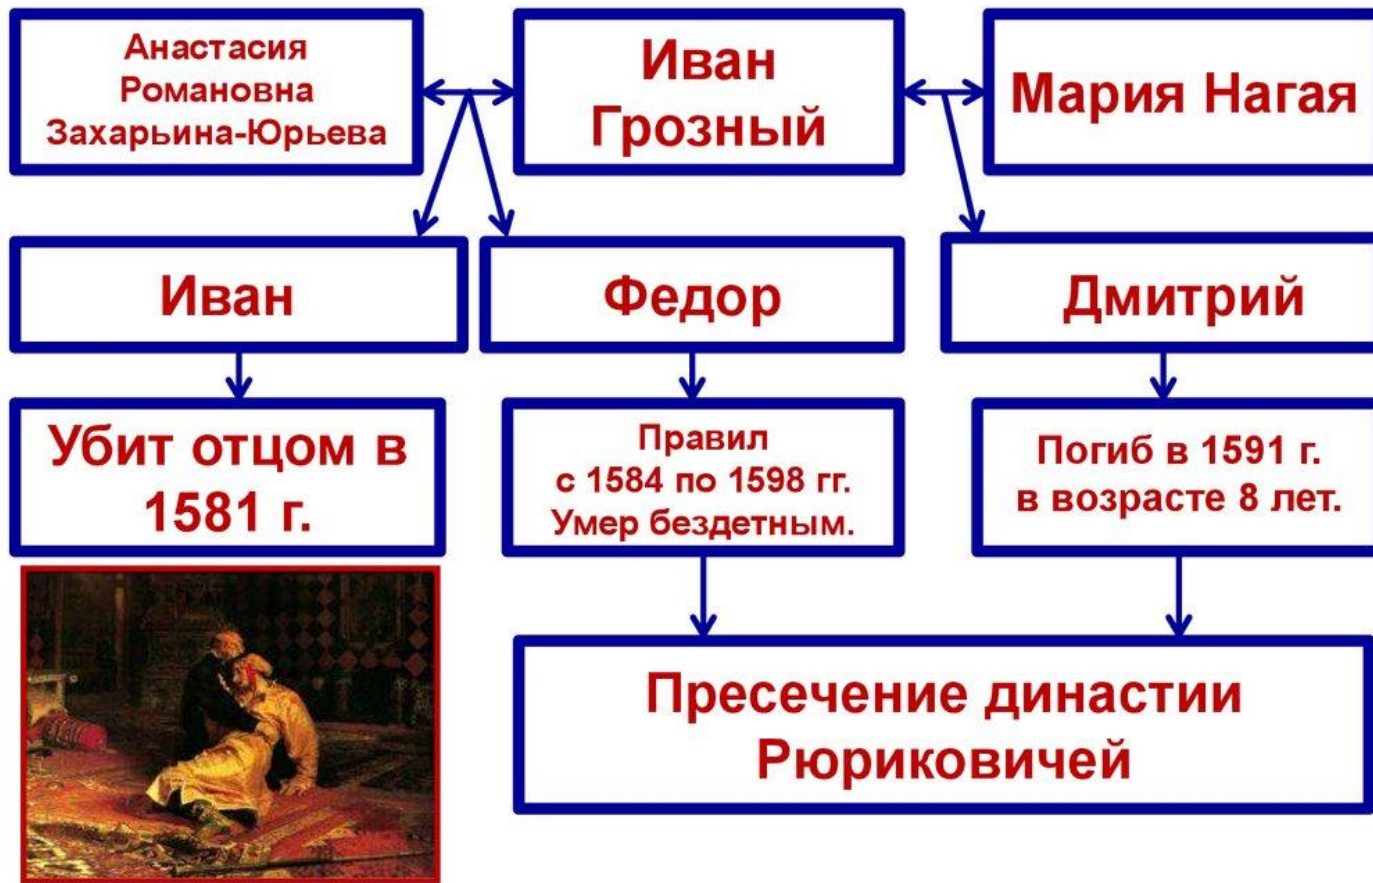 Анастасия
Романовна
Захарьина-Юрьева
Иван
Грозный
Мария Нагая
Иван
Федор
Дмитрий
Убит отцом в
1581 г.
Правил
с 1584 по 1598 гг.
Умер бездетным.
Погиб в 1591 г.
в возрасте 8 лет.
Пресечение династии
Рюриковичей